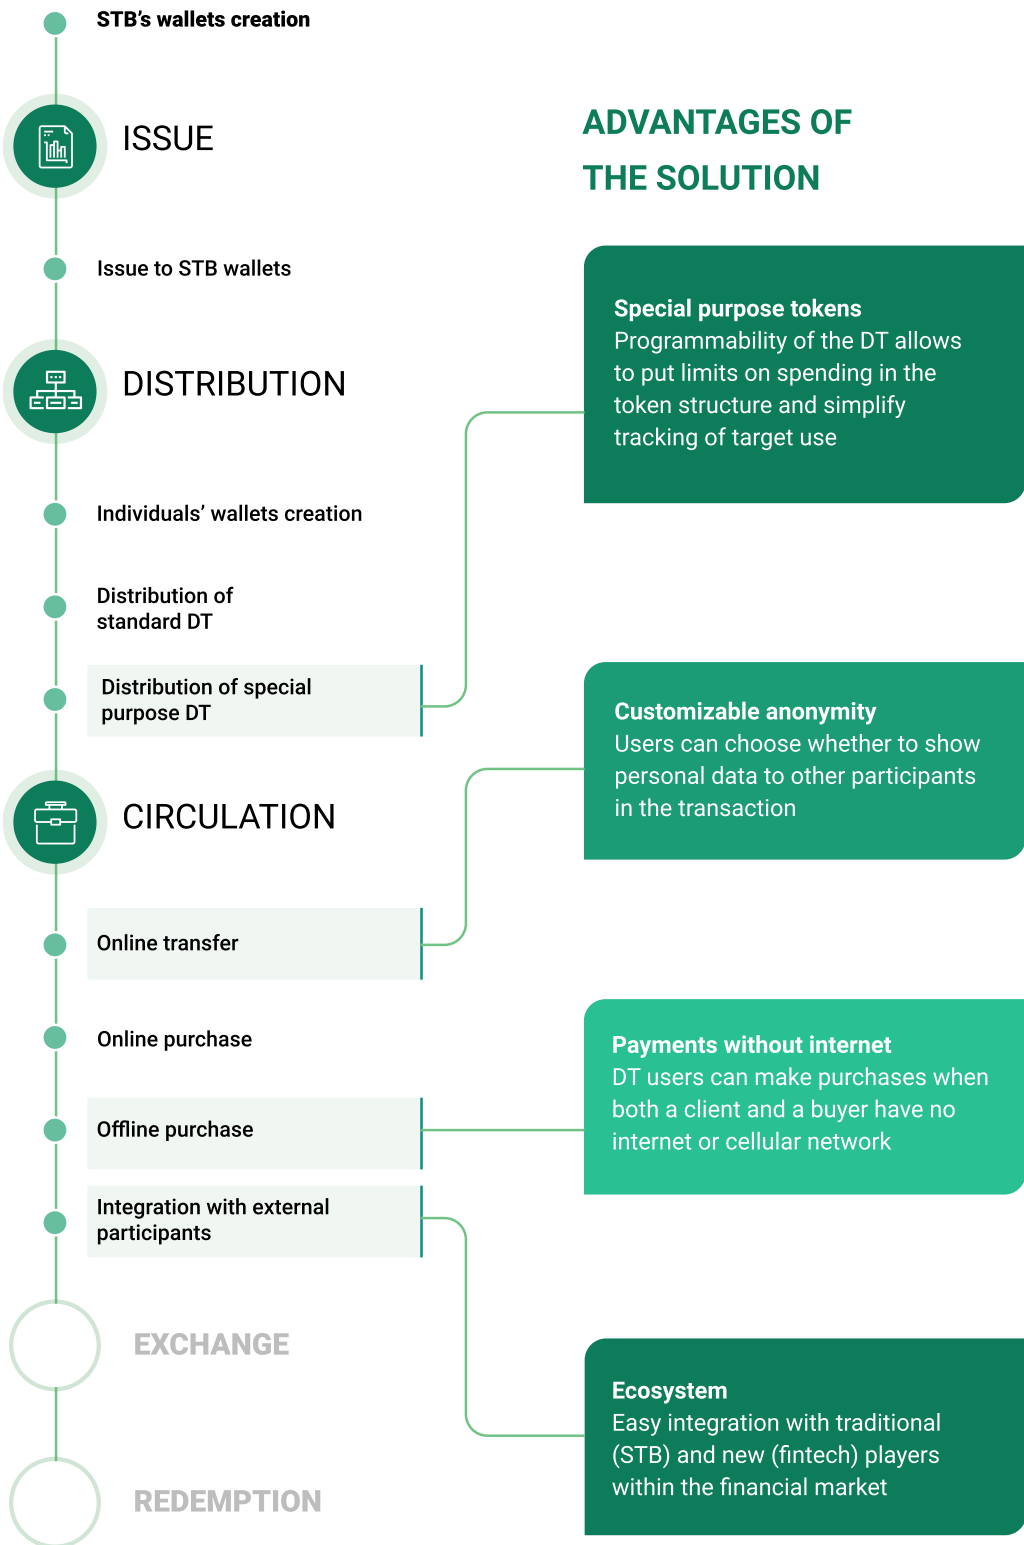 STB’s wallets creation
ISSUE
Issue to STB wallets
DISTRIBUTION
Individuals’ wallets creation
Distribution of
standard DT
Distribution of special
purpose DT
CIRCULATION
Online transfer
Online purchase
Offline purchase
Integration with external
participants
EXCHANGE
REDEMPTION
ADVANTAGES OF
THE SOLUTION
Special purpose tokens
Programmability of the DT allows
to put limits on spending in the
token structure and simplify
tracking of target use
Customizable anonymity
Users can choose whether to show
personal data to other participants
in the transaction
Payments without internet
DT users can make purchases when
both a client and a buyer have no
internet or cellular network
Ecosystem
Easy integration with traditional
(STB) and new (fintech) players
within the financial market